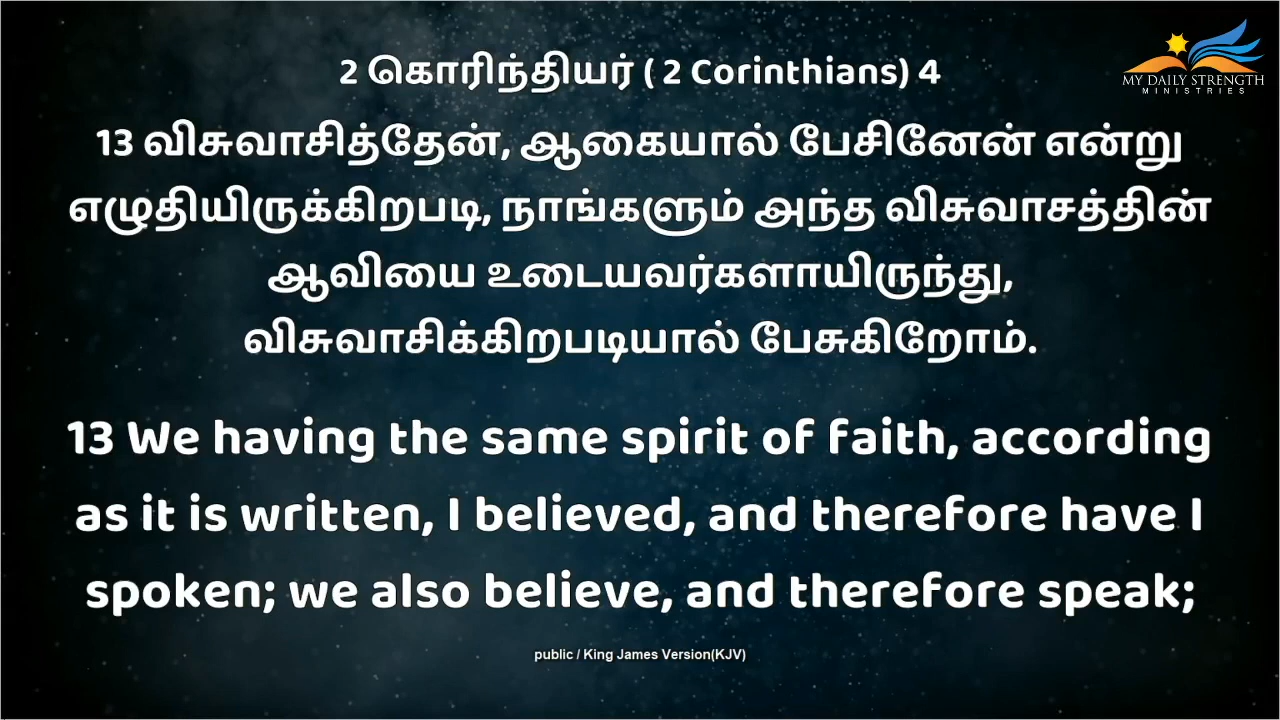 MY DAILY STRENGTH
MINISTRIES
2 கொரிந்தியர் ( 2 Corinthians) 4
13 விசுவாசித்தேன், ஆகையால் பேசினேன் என்று
எழுதியிருக்கிறபடி, நாங்களும் அந்த விசுவாசத்தின்
ஆவியை உடையவர்களாயிருந்து,
விசுவாசிக்கிறபடியால் பேசுகிறோம்.
13 We having the same spirit of faith, according
as it is written, I believed, and therefore have I
spoken; we also believe, and therefore speak;
public / King James Version(KJV)